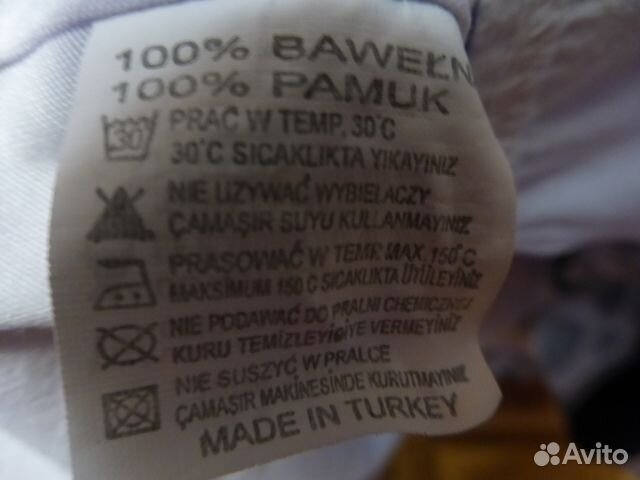 100% BAWEŁN
100% PAMUK
30
PRAĆ W TEMP. 30°C
30°C SICAKLIKTA YIKAYINIZ
NIE UŻYWAĆ WYBIELACZY
ÇAMAŞIR SUYU KULLANMAYINIZ
PRASOWAĆ W TEMP. MAX. 150°C
MAKSIMUM 150 C SICAKLIKTA ÜTÜLEYİNİZ
NIE PODAWAĆ DO PRALNI CHEMICZNEJ
KURU TEMİZLEYİCİYE VERMEYİNİZ
NIE SUSZYĆ W PRALCE
ÇAMAŞIR MAKİNESİNDE KURUTMAYINIZ
MADE IN TURKEY
Avito